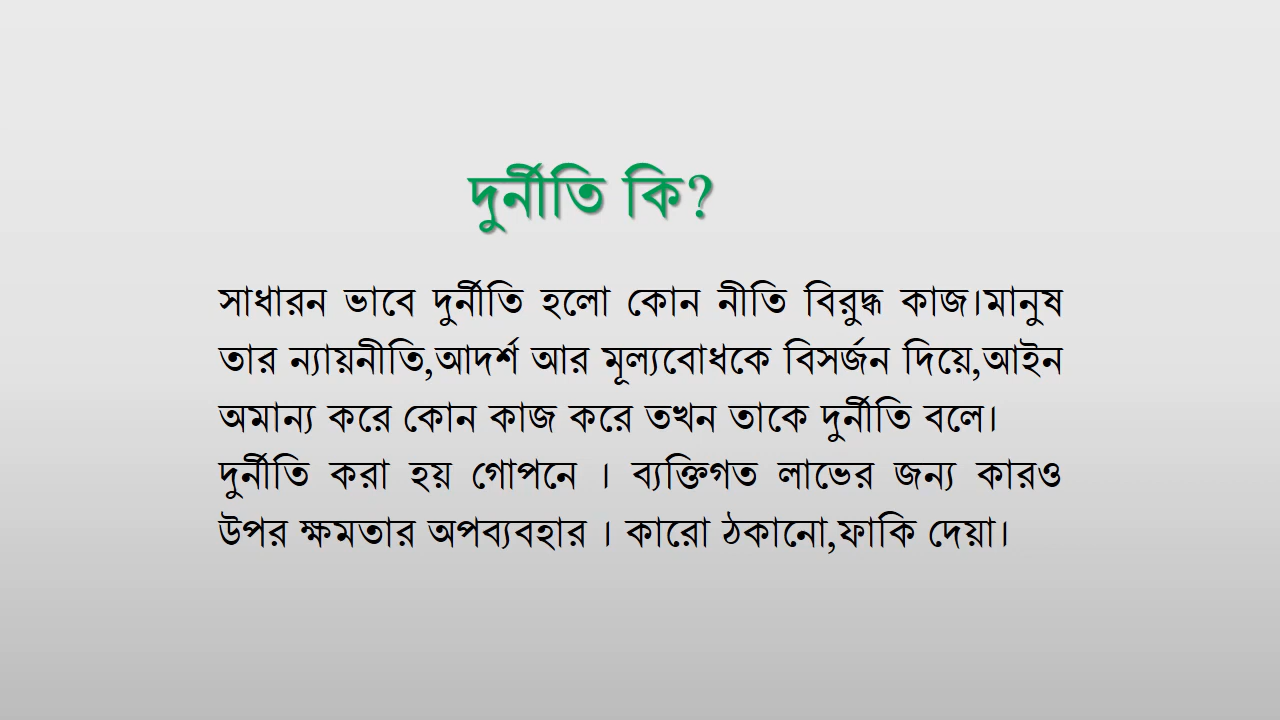 দুর্নীতি কি?
সাধারন ভাবে দুর্নীতি হলো কোন নীতি বিরুদ্ধ কাজ।মানুষ
তার ন্যায়নীতি,আদর্শ আর মূল্যবোধকে বিসর্জন দিয়ে,আইন
অমান্য করে কোন কাজ করে তখন তাকে দুর্নীতি বলে।
দুর্নীতি করা হয় গোপনে । ব্যক্তিগত লাভের জন্য কারও
উপর ক্ষমতার অপব্যবহার । কারো ঠকানো,ফাকি দেয়া।